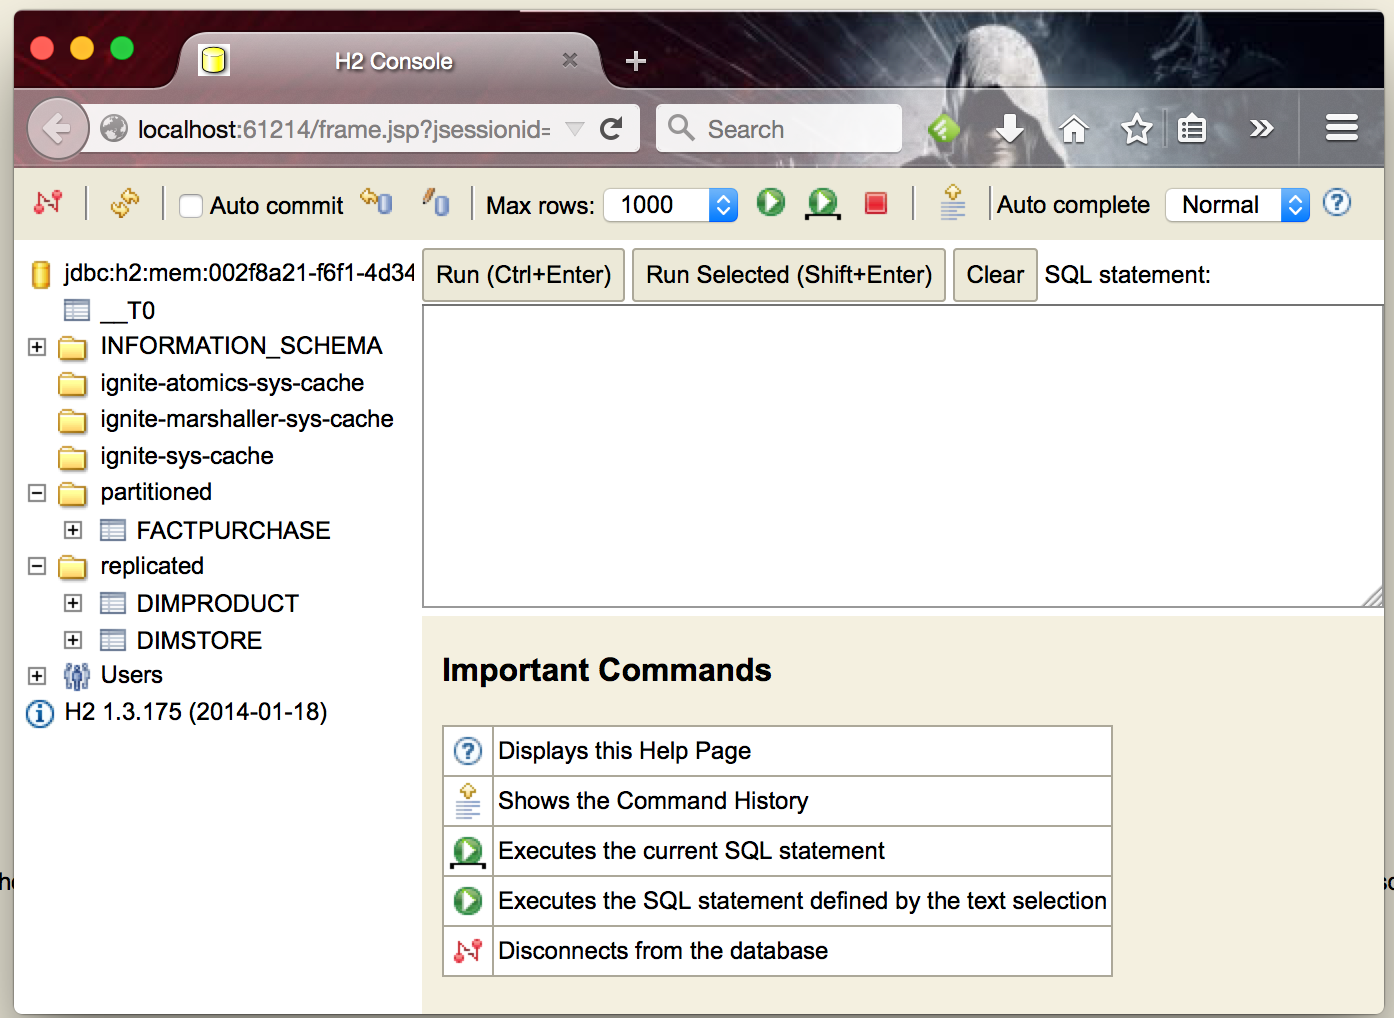 H2 Console
localhost:61214/frame.jsp?jsessionid=
Search
Auto commit
Max rows: 1000
Auto complete Normal
jdbc:h2:mem:002f8a21-f6f1-4d34
__T0
INFORMATION_SCHEMA
ignite-atomics-sys-cache
ignite-marshaller-sys-cache
ignite-sys-cache
partitioned
FACTPURCHASE
replicated
DIMPRODUCT
DIMSTORE
Users
H2 1.3.175 (2014-01-18)
Run (Ctrl+Enter) Run Selected (Shift+Enter) Clear SQL statement:
Important Commands
Displays this Help Page
Shows the Command History
Executes the current SQL statement
Executes the SQL statement defined by the text selection
Disconnects from the database